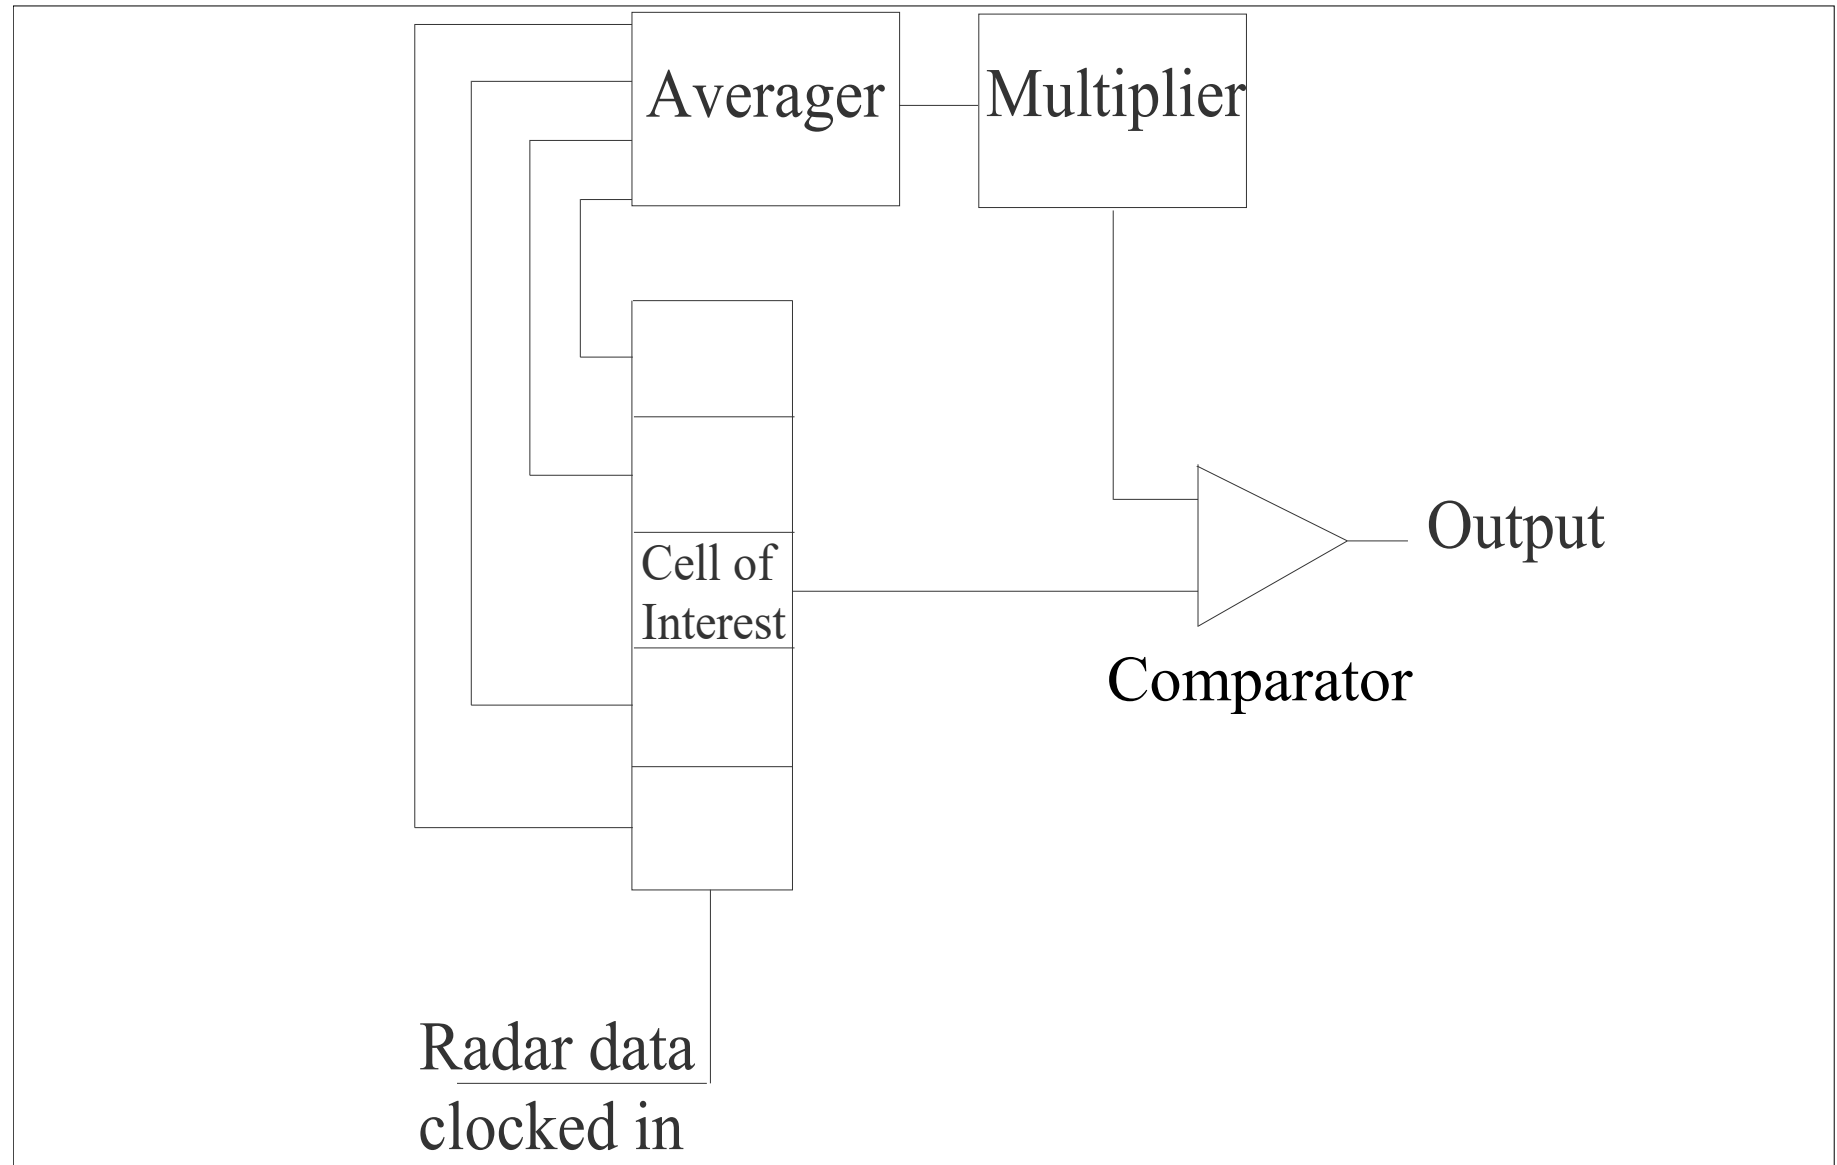 Averager
Multiplier
Cell of
Interest
Output
Comparator
Radar data
clocked in